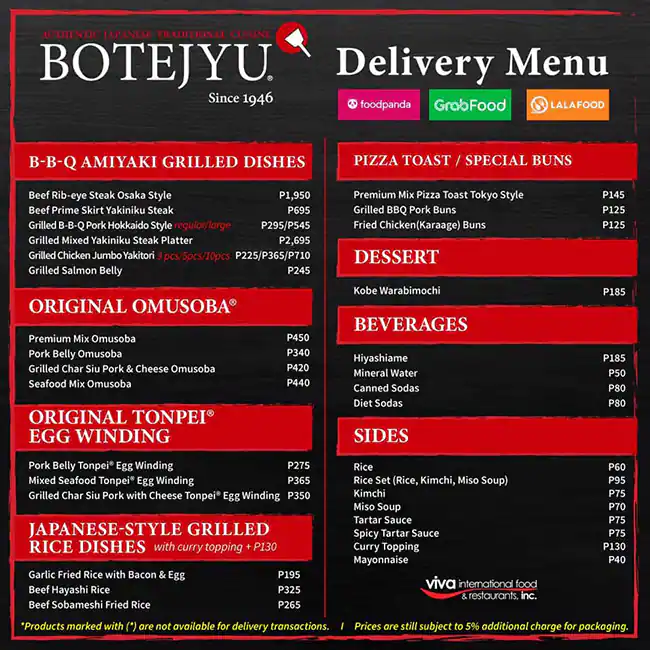 AUTHENTIC JAPANESE TRADITIONAL CUISINE
BOTEJYU®
Since 1946
Delivery Menu
foodpanda
GrabFood
LALAFOOD
B-B-Q AMIYAKI GRILLED DISHES
Beef Rib-eye Steak Osaka Style P1,950
Beef Prime Skirt Yakiniku Steak P695
Grilled B-B-Q Pork Hokkaido Style regular/large P295/P545
Grilled Mixed Yakiniku Steak Platter P2,695
Grilled Chicken Jumbo Yakitori 3 pcs/5pcs/10pcs P225/P365/P710
Grilled Salmon Belly P245
ORIGINAL OMUSOBA®
Premium Mix Omusoba P450
Pork Belly Omusoba P340
Grilled Char Siu Pork & Cheese Omusoba P420
Seafood Mix Omusoba P440
ORIGINAL TONPEI®
EGG WINDING
Pork Belly Tonpei® Egg Winding P275
Mixed Seafood Tonpei® Egg Winding P365
Grilled Char Siu Pork with Cheese Tonpei® Egg Winding P350
JAPANESE-STYLE GRILLED
RICE DISHES with curry topping + P130
Garlic Fried Rice with Bacon & Egg P195
Beef Hayashi Rice P325
Beef Sobameshi Fried Rice P265
PIZZA TOAST / SPECIAL BUNS
Premium Mix Pizza Toast Tokyo Style P145
Grilled BBQ Pork Buns P125
Fried Chicken(Karaage) Buns P125
DESSERT
Kobe Warabimochi P185
BEVERAGES
Hiyashiame P185
Mineral Water P50
Canned Sodas P80
Diet Sodas P80
SIDES
Rice P60
Rice Set (Rice, Kimchi, Miso Soup) P95
Kimchi P75
Miso Soup P70
Tartar Sauce P75
Spicy Tartar Sauce P75
Curry Topping P130
Mayonnaise P40
viva international food
& restaurants, inc.
*Products marked with (*) are not available for delivery transactions. I Prices are still subject to 5% additional charge for packaging.